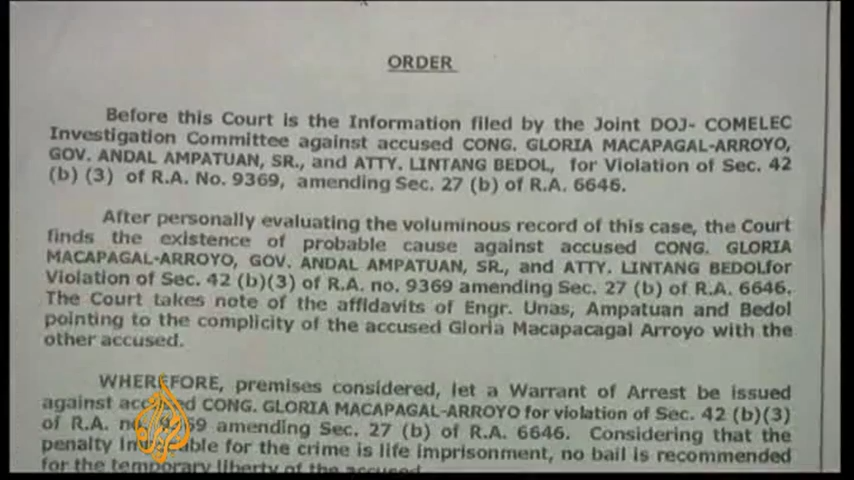 ORDER
Before this Court is the Information filed by the Joint DOJ- COMELEC
Investigation Committee against accused CONG. GLORIA MACAPAGAL-ARROYO,
GOV. ANDAL AMPATUAN, SR., and ATTY. LINTANG BEDOL, for Violation of Sec. 42
(b) (3) of R.A. No. 9369, amending Sec. 27 (b) of R.A. 6646.
After personally evaluating the voluminous record of this case, the Court
finds the existence of probable cause against accused CONG. GLORIA
MACAPAGAL-ARROYO, GOV. ANDAL AMPATUAN, SR., and ATTY. LINTANG BEDOLfor
Violation of Sec. 42 (b)(3) of R.A. no. 9369 amending Sec. 27 (b) of R.A. 6646.
The Court takes note of the affidavits of Engr. Unas, Ampatuan and Bedol
pointing to the complicity of the accused Gloria Macapacagal Arroyo with the
other accused.
WHEREFORE, premises considered, let a Warrant of Arrest be issued
against CONG. GLORIA MACAPAGAL-ARROYO for violation of Sec. 42 (b)(3)
of R.A. 9369 amending Sec. 27 (b) of R.A. 6646. Considering that the
penalty for the crime is life imprisonment, no bail is recommended
for the temporary liberty of the accused